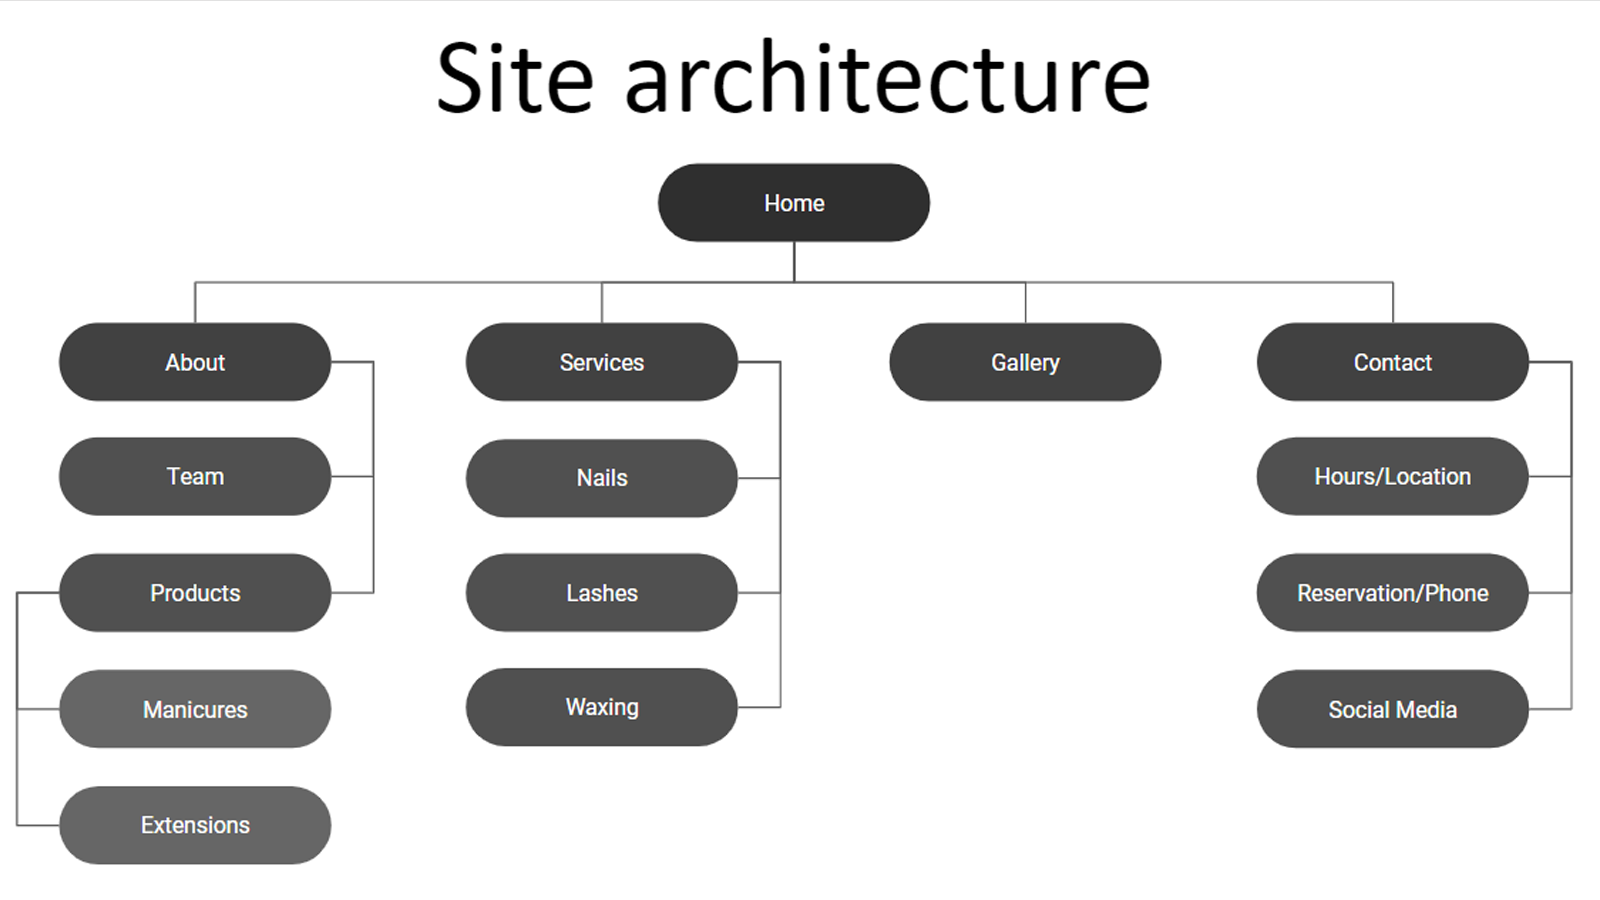 Site architecture
Home
About
Services
Gallery
Contact
Team
Nails
Hours/Location
Products
Lashes
Reservation/Phone
Manicures
Waxing
Social Media
Extensions